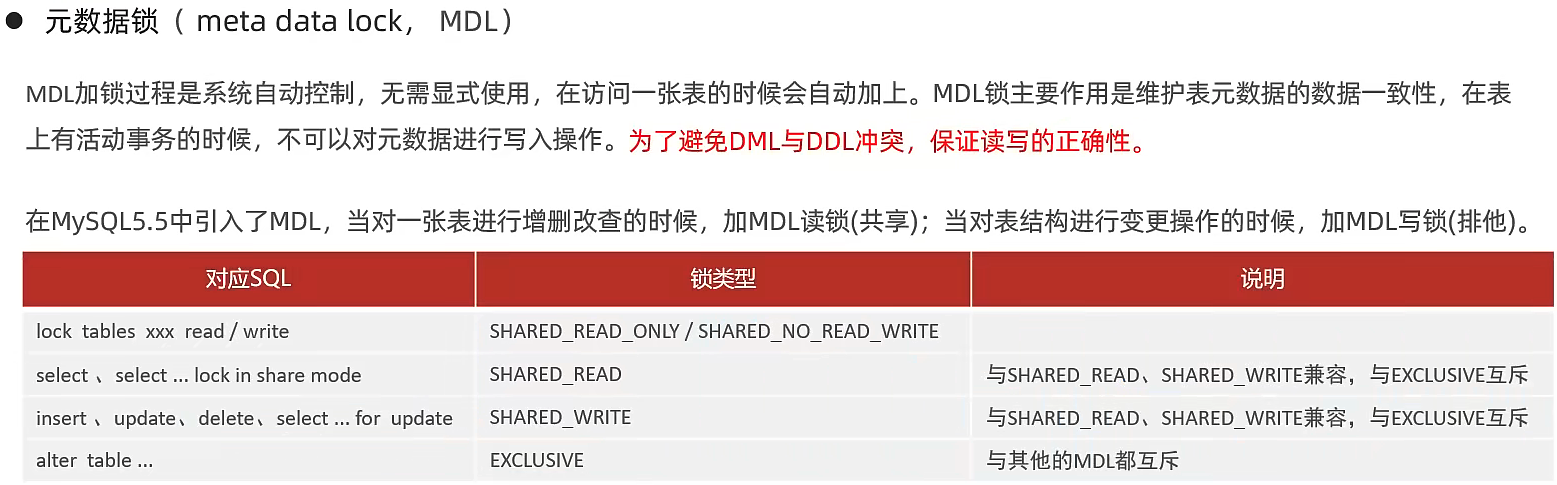 ● 元数据锁（ meta data lock， MDL）
MDL加锁过程是系统自动控制，无需显式使用，在访问一张表的时候会自动加上。MDL锁主要作用是维护表元数据的数据一致性，在表
上有活动事务的时候，不可以对元数据进行写入操作。为了避免DML与DDL冲突，保证读写的正确性。
在MySQL5.5中引入了MDL，当对一张表进行增删改查的时候，加MDL读锁(共享)；当对表结构进行变更操作的时候，加MDL写锁(排他)。
对应SQL 锁类型 说明
lock tables xxx read / write SHARED_READ_ONLY / SHARED_NO_READ_WRITE
select 、select ... lock in share mode SHARED_READ 与SHARED_READ、SHARED_WRITE兼容，与EXCLUSIVE互斥
insert 、update、delete、select ... for update SHARED_WRITE 与SHARED_READ、SHARED_WRITE兼容，与EXCLUSIVE互斥
alter table ... EXCLUSIVE 与其他的MDL都互斥